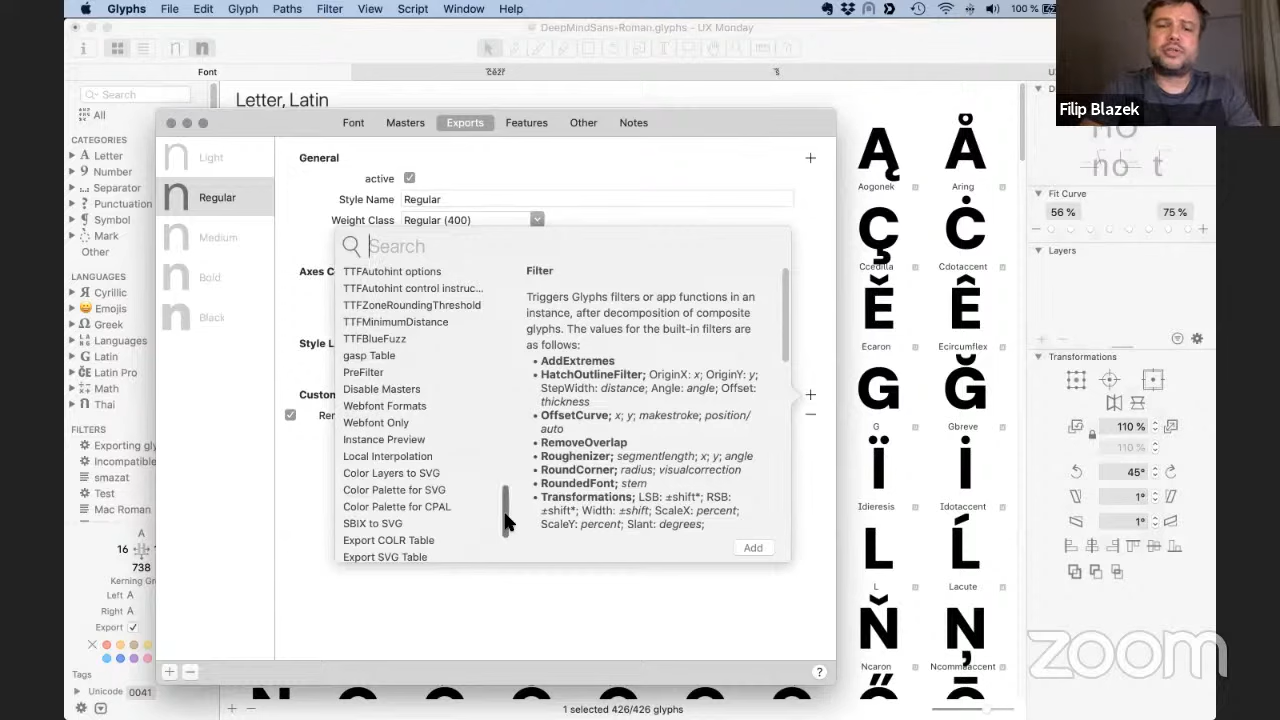 Glyphs File Edit Glyph Paths Filter View Script Window Help 100 %
DeepMindSans-Roman.glyphs - UX Monday
Font
Search
All
CATEGORIES
Letter
Number
Separator
Punctuation
Symbol
Mark
Other
LANGUAGES
Cyrillic
Emojis
Greek
Languages
Latin
Latin Pro
Math
Thai
FILTERS
Exporting gly
Incompatible
smazat
Test
Mac Roman
A
16
738
Kerning Gr
Left A
Right A
Export
Tags
Unicode 0041
Letter, Latin
Font Masters Exports Features Other Notes
Light
Regular
Medium
Bold
Black
General
active
Style Name Regular
Weight Class Regular (400)
Axes C
Style L
Custom
Ren
Search
TTFAutohint options
TTFAutohint control instruc...
TTFZoneRoundingThreshold
TTFMinimumDistance
TTFBlueFuzz
gasp Table
PreFilter
Disable Masters
Webfont Formats
Webfont Only
Instance Preview
Local Interpolation
Color Layers to SVG
Color Palette for SVG
Color Palette for CPAL
SBIX to SVG
Export COLR Table
Export SVG Table
Filter
Triggers Glyphs filters or app functions in an
instance, after decomposition of composite
glyphs. The values for the built-in filters are
as follows:
• AddExtremes
• HatchOutlineFilter; OriginX: x; OriginY: y;
StepWidth: distance; Angle: angle; Offset:
thickness
• OffsetCurve; x; y; makestroke; position/
auto
• RemoveOverlap
• Roughenizer; segmentlength; x; y; angle
• RoundCorner; radius; visualcorrection
• RoundedFont; stem
• Transformations; LSB: ±shift*; RSB:
±shift*; Width: ±shift; ScaleX: percent;
ScaleY: percent; Slant: degrees;
Add
Ą Å
Aogonek Aring
Ç Ċ
Ccedilla Cdotaccent
Ě Ê
Ecaron Ecircumflex
G Ğ
G Gbreve
Ï İ
Idieresis Idotaccent
L Ĺ
L Lacute
Ň Ņ
Ncaron Ncommaaccent
1 selected 426/426 glyphs
Filip Blazek
no
no t
Fit Curve
56 % 75 %
Layers
Transformations
110 %
110 %
45°
1°
1°
zoom